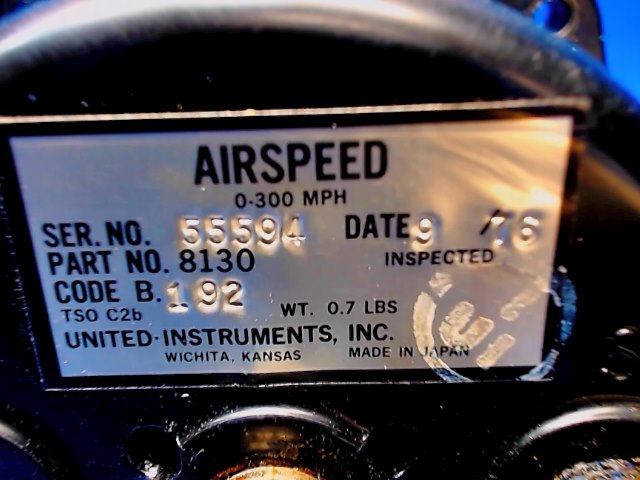 AIRSPEED
0-300 MPH
SER. NO. 55594 DATE 9 /76
PART NO. 8130 INSPECTED
CODE B. 192
TSO C2b WT. 0.7 LBS
UNITED·INSTRUMENTS, INC.
WICHITA, KANSAS MADE IN JAPAN